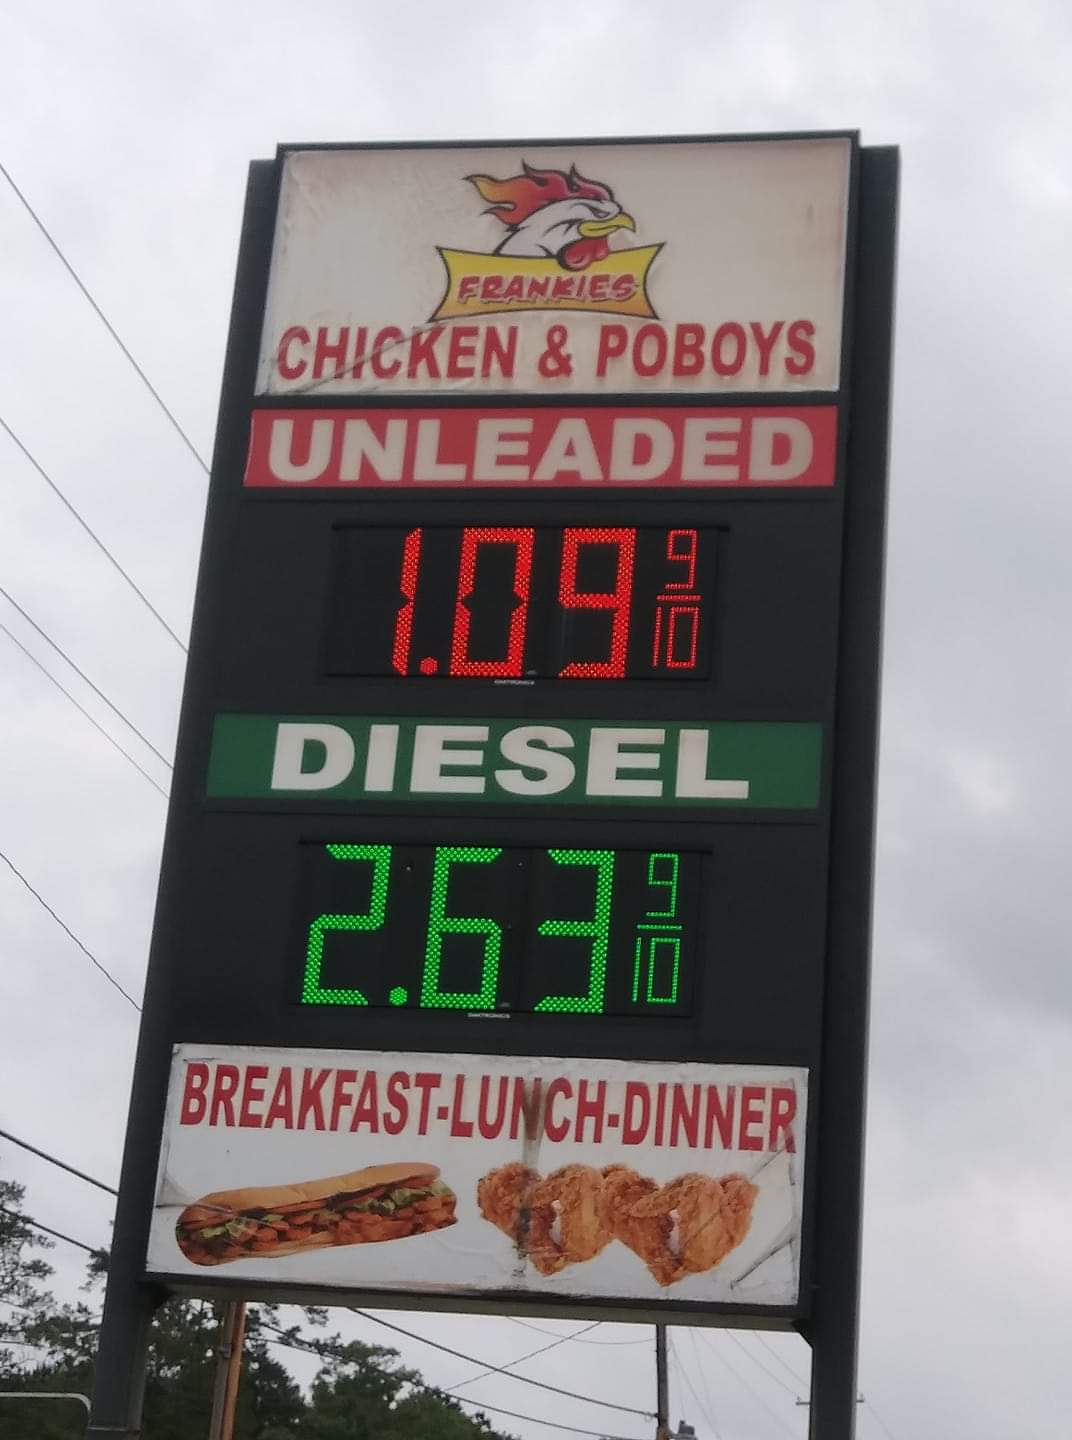 FRANKIES
CHICKEN & POBOYS
UNLEADED
1.09 9/10
DIESEL
2.63 9/10
BREAKFAST-LUNCH-DINNER